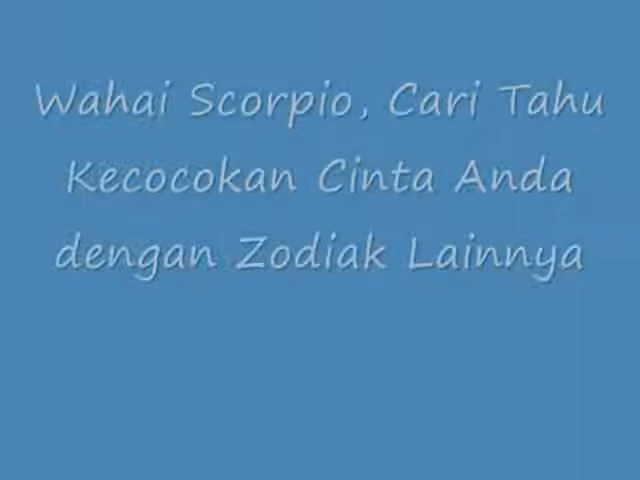 Wahai Scorpio, Cari Tahu
Kecocokan Cinta Anda
dengan Zodiak Lainnya